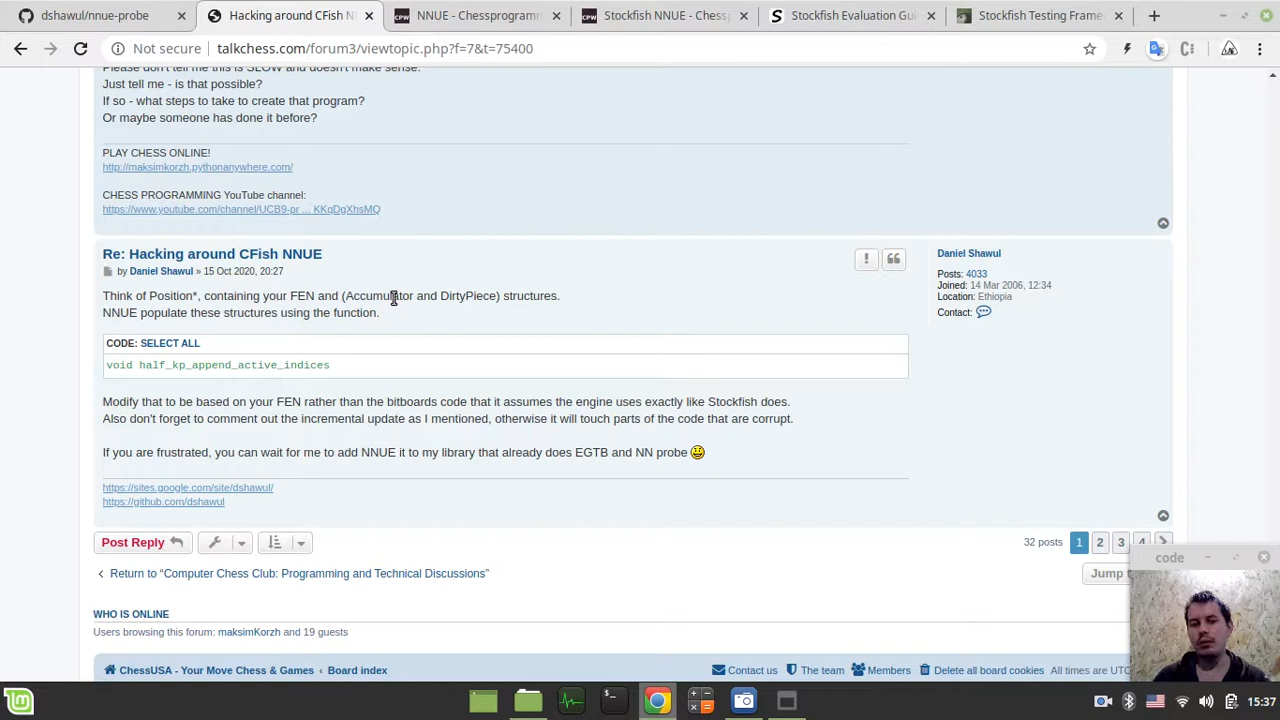 dshawul/nnue-probe
Hacking around CFish N
NNUE - Chessprogramm
Stockfish NNUE - Chessp
Stockfish Evaluation Gui
Stockfish Testing Frame
Not secure
talkchess.com/forum3/viewtopic.php?f=7&t=75400
Please don't tell me this is SLOW and doesn't make sense.
Just tell me - is that possible?
If so - what steps to take to create that program?
Or maybe someone has done it before?
PLAY CHESS ONLINE!
http://maksimkorzh.pythonanywhere.com/
CHESS PROGRAMMING YouTube channel:
https://www.youtube.com/channel/UCB9-pr ... KKqDgXhsMQ
Re: Hacking around CFish NNUE
by Daniel Shawul » 15 Oct 2020, 20:27
Think of Position*, containing your FEN and (Accumulator and DirtyPiece) structures.
NNUE populate these structures using the function.
CODE: SELECT ALL
void half_kp_append_active_indices
Modify that to be based on your FEN rather than the bitboards code that it assumes the engine uses exactly like Stockfish does.
Also don't forget to comment out the incremental update as I mentioned, otherwise it will touch parts of the code that are corrupt.
If you are frustrated, you can wait for me to add NNUE it to my library that already does EGTB and NN probe
https://sites.google.com/site/dshawul/
https://github.com/dshawul
Daniel Shawul
Posts: 4033
Joined: 14 Mar 2006, 12:34
Location: Ethiopia
Contact:
Post Reply
32 posts 1 2 3 4
Return to “Computer Chess Club: Programming and Technical Discussions”
Jump
code
WHO IS ONLINE
Users browsing this forum: maksimKorzh and 19 guests
ChessUSA - Your Move Chess & Games ‹ Board index
Contact us The team Members Delete all board cookies All times are UTC
15:37